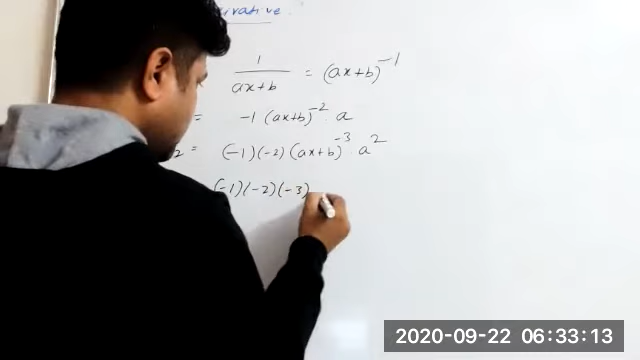 1/(ax+b) = (ax+b)^-1
= -1 (ax+b)^-2 . a
2 = (-1)(-2)(ax+b)^-3 . a^2
(-1)(-2)(-3)
2020-09-22 06:33:13